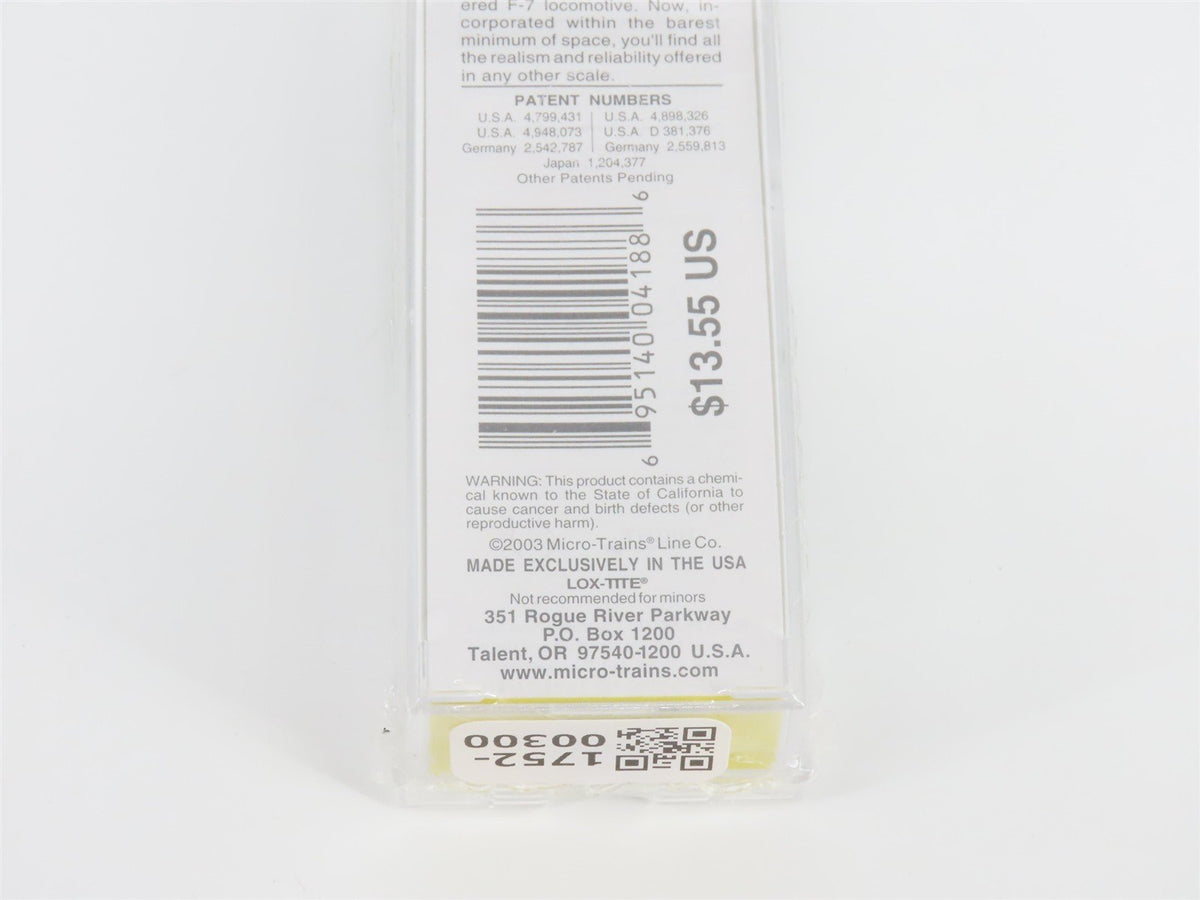 ered F-7 locomotive. Now, in-
corporated within the barest
minimum of space, you'll find all
the realism and reliability offered
in any other scale.
PATENT NUMBERS
U.S.A. 4,799,431 | U.S.A. 4,898,326
U.S.A. 4,948,073 | U.S.A. D 381,376
Germany 2,542,787 | Germany 2,559,813
Japan 1,204,377
Other Patents Pending
6 95140 04188 6
$13.55 US
WARNING: This product contains a chemi-
cal known to the State of California to
cause cancer and birth defects (or other
reproductive harm).
©2003 Micro-Trains® Line Co.
MADE EXCLUSIVELY IN THE USA
LOX-TITE®
Not recommended for minors
351 Rogue River Parkway
P.O. Box 1200
Talent, OR 97540-1200 U.S.A.
www.micro-trains.com
1752-
00300